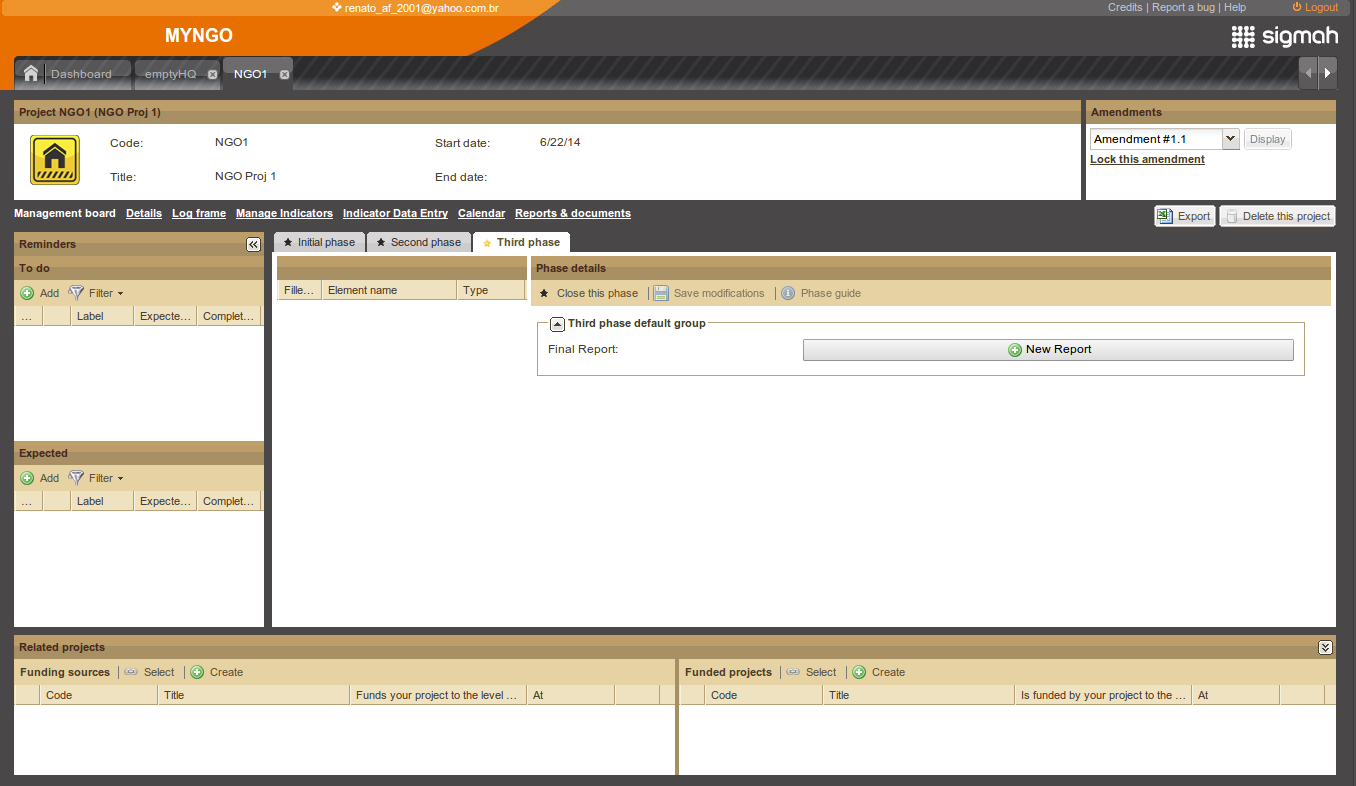 renato_af_2001@yahoo.com.br
Credits | Report a bug | Help
Logout
MYNGO
sigmah
Dashboard
emptyHQ
NGO1
Project NGO1 (NGO Proj 1)
Code: NGO1 Start date: 6/22/14
Title: NGO Proj 1 End date:
Amendments
Amendment #1.1 Display
Lock this amendment
Management board Details Log frame Manage Indicators Indicator Data Entry Calendar Reports & documents
Export Delete this project
Reminders
To do
Add Filter
... Label Expecte... Complet...
Expected
Add Filter
... Label Expecte... Complet...
Initial phase Second phase Third phase
Fille... Element name Type
Phase details
Close this phase | Save modifications | Phase guide
Third phase default group
Final Report: New Report
Related projects
Funding sources | Select | Create
Code Title Funds your project to the level ... At
Funded projects | Select | Create
Code Title Is funded by your project to the ... At